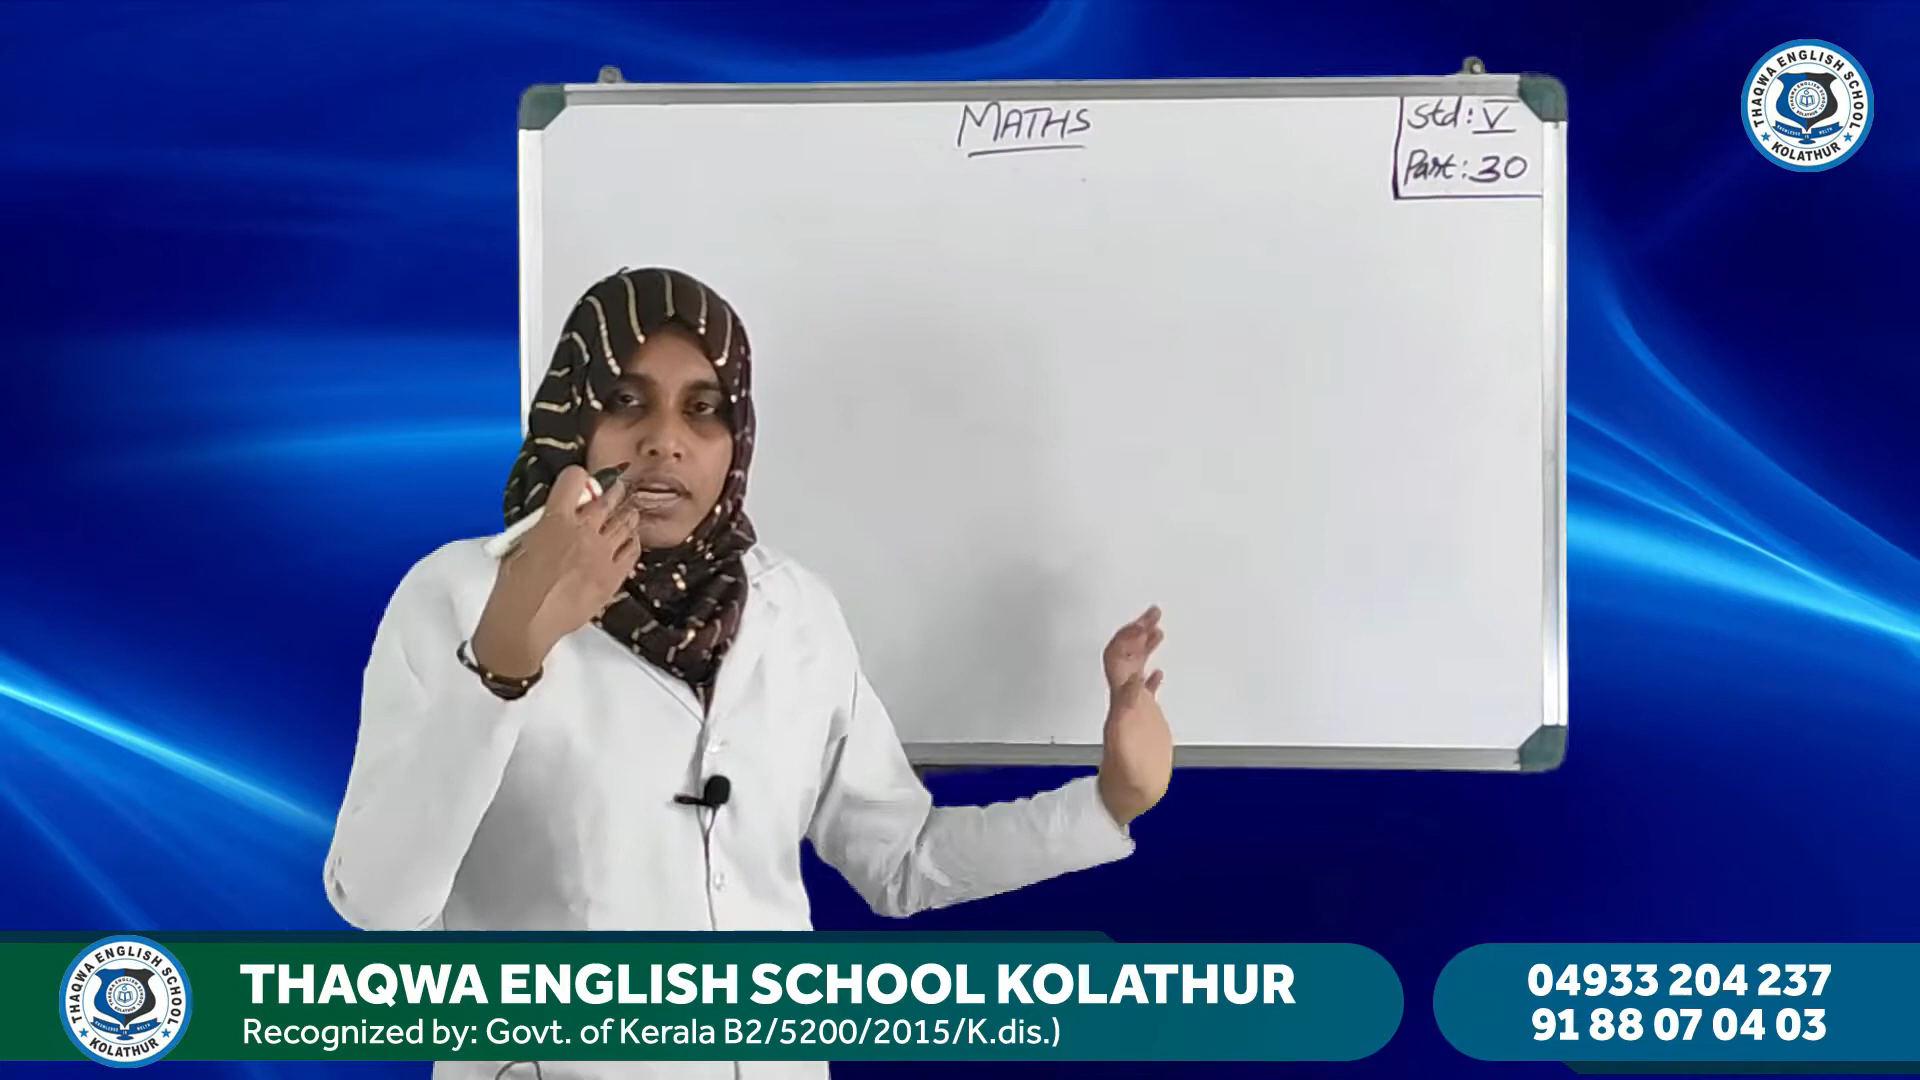 MATHS
Std: V
Part: 30
THAQWA ENGLISH SCHOOL
KOLATHUR
THAQWA ENGLISH SCHOOL
KOLATHUR
THAQWA ENGLISH SCHOOL KOLATHUR
Recognized by: Govt. of Kerala B2/5200/2015/K.dis.)
04933 204 237
91 88 07 04 03